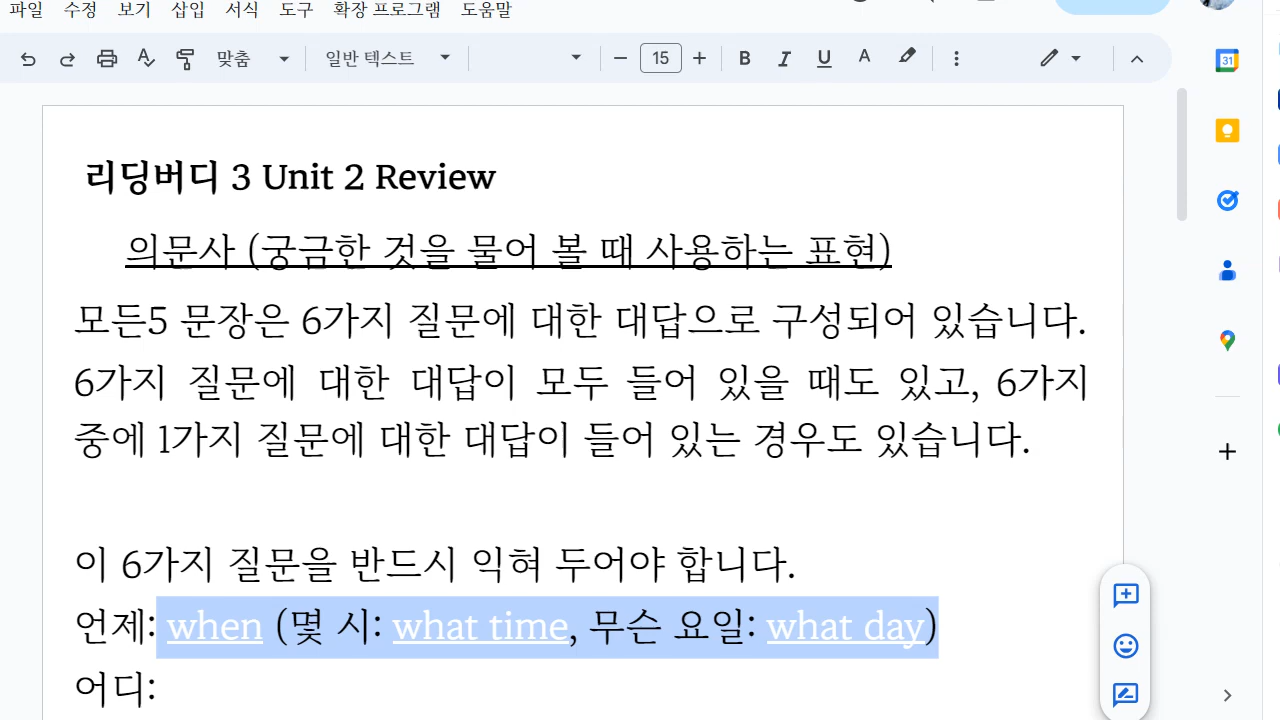 파일 수정 보기 삽입 서식 도구 확장 프로그램 도움말
맞춤 일반 텍스트 15 B I U A
31
리딩버디 3 Unit 2 Review
의문사 (궁금한 것을 물어 볼 때 사용하는 표현)
모든5 문장은 6가지 질문에 대한 대답으로 구성되어 있습니다.
6가지 질문에 대한 대답이 모두 들어 있을 때도 있고, 6가지
중에 1가지 질문에 대한 대답이 들어 있는 경우도 있습니다.
이 6가지 질문을 반드시 익혀 두어야 합니다.
언제: when (몇 시: what time, 무슨 요일: what day)
어디: